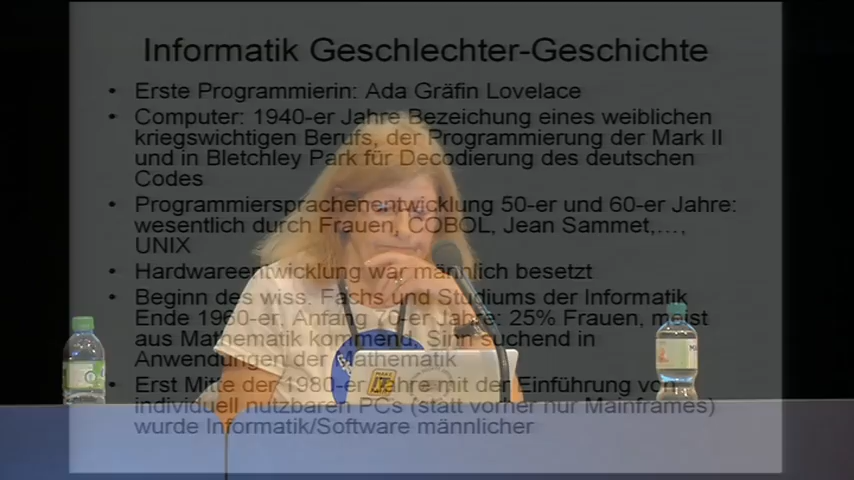 Informatik Geschlechter-Geschichte
• Erste Programmierin: Ada Gräfin Lovelace
• Computer: 1940-er Jahre Bezeichung eines weiblichen
kriegswichtigen Berufs, der Programmierung der Mark II
und in Bletchley Park für Decodierung des deutschen
Codes
• Programmiersprachenentwicklung 50-er und 60-er Jahre:
wesentlich durch Frauen, COBOL, Jean Sammet,…,
UNIX
• Hardwareentwicklung war männlich besetzt
• Beginn des wiss. Fachs und Studiums der Informatik
Ende 1960-er, Anfang 70-er Jahre: 25% Frauen, meist
aus Mathematik kommend, Sinn suchend in
Anwendungen der Mathematik
• Erst Mitte der 1980-er Jahre mit der Einführung von
individuell nutzbaren PCs (statt vorher nur Mainframes)
wurde Informatik/Software männlicher